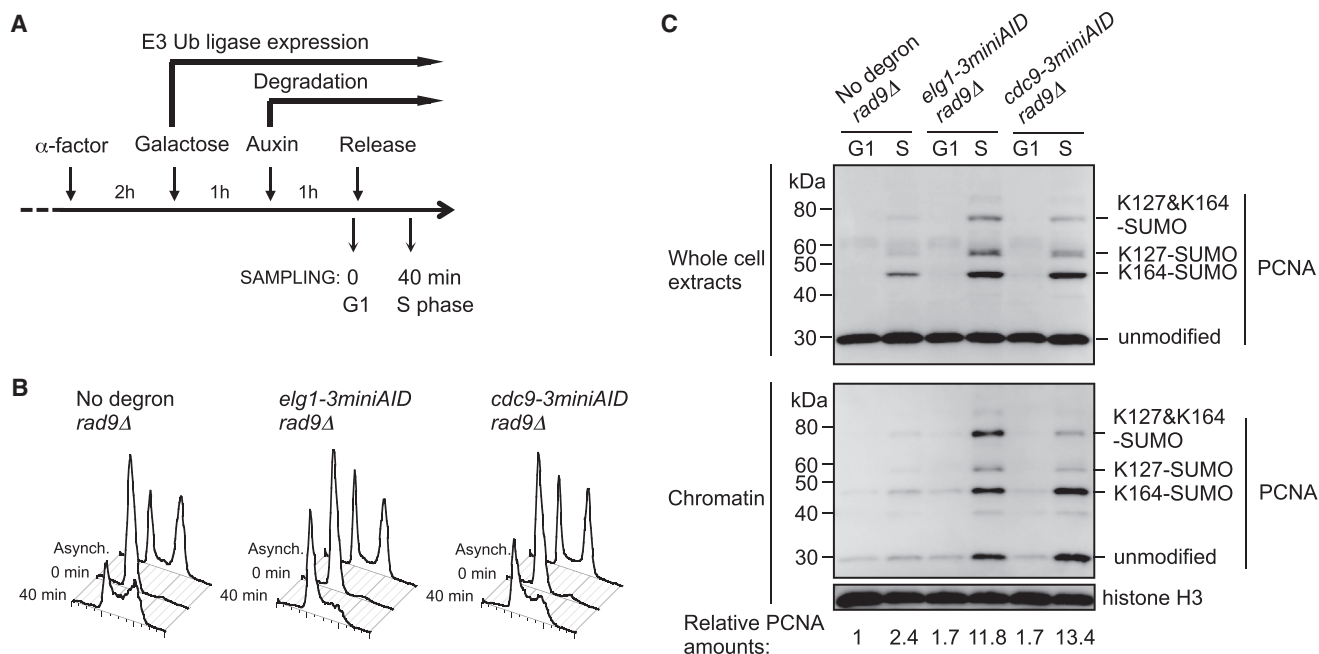 A
E3 Ub ligase expression
Degradation
α-factor
Galactose
Auxin
Release
2h
1h
1h
SAMPLING: 0
40 min
G1
S phase
B
No degron
rad9Δ
elg1-3miniAID
rad9Δ
cdc9-3miniAID
rad9Δ
Asynch.
0 min
40 min
Asynch.
0 min
40 min
Asynch.
0 min
40 min
C
No degron
rad9Δ
elg1-3miniAID
rad9Δ
cdc9-3miniAID
rad9Δ
G1 S G1 S G1 S
Whole cell
extracts
kDa
80
60
50
40
30
K127&K164
-SUMO
K127-SUMO
K164-SUMO
unmodified
PCNA
Chromatin
kDa
80
60
50
40
30
K127&K164
-SUMO
K127-SUMO
K164-SUMO
unmodified
PCNA
histone H3
Relative PCNA
amounts:
1 2.4 1.7 11.8 1.7 13.4